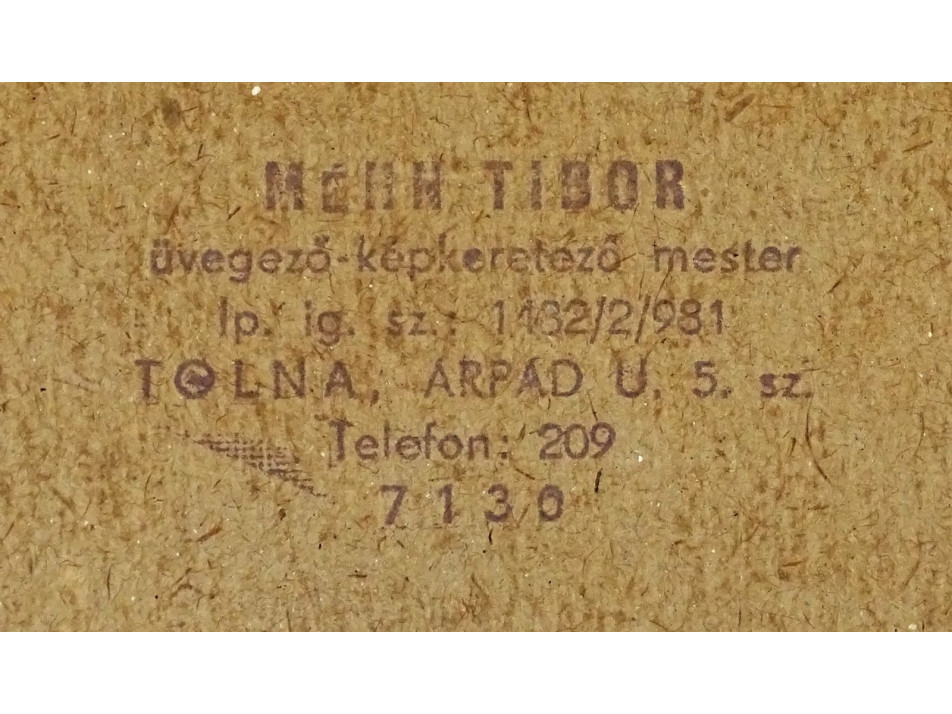 MÉHN TIBOR
üvegező-képkeretező mester
Ip. ig. sz.: 1182/2/981
TOLNA, ÁRPÁD U. 5. sz.
Telefon: 209
7130